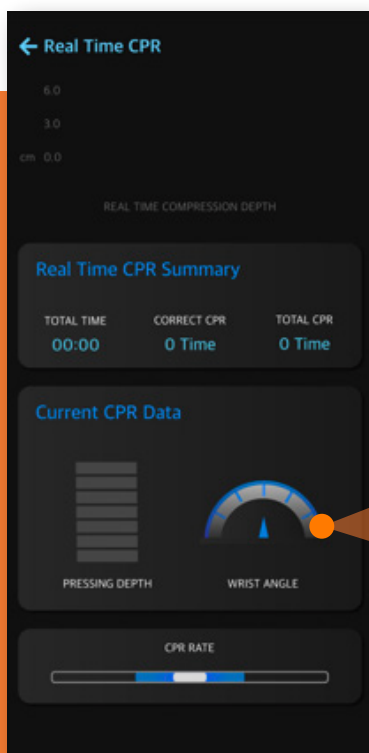 Real Time CPR
6.0
3.0
cm 0.0
REAL TIME COMPRESSION DEPTH
Real Time CPR Summary
TOTAL TIME CORRECT CPR TOTAL CPR
00:00 0 Time 0 Time
Current CPR Data
PRESSING DEPTH WRIST ANGLE
CPR RATE